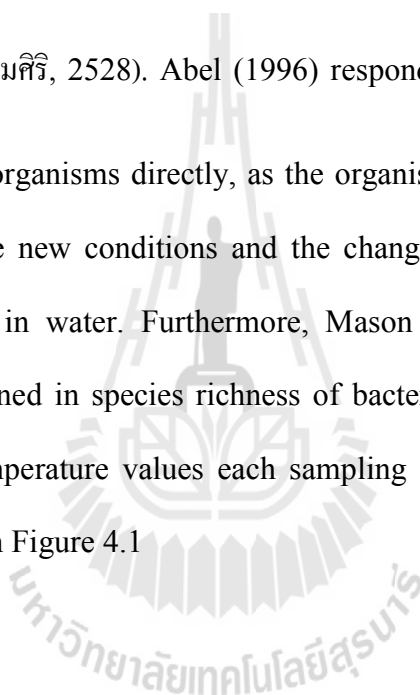 มศิริ, 2528). Abel (1996) respond
organisms directly, as the organis
e new conditions and the chang
in water. Furthermore, Mason
ned in species richness of bacter
nperature values each sampling
n Figure 4.1
มหาวิทยาลัยเทคโนโลยีสุรนารี